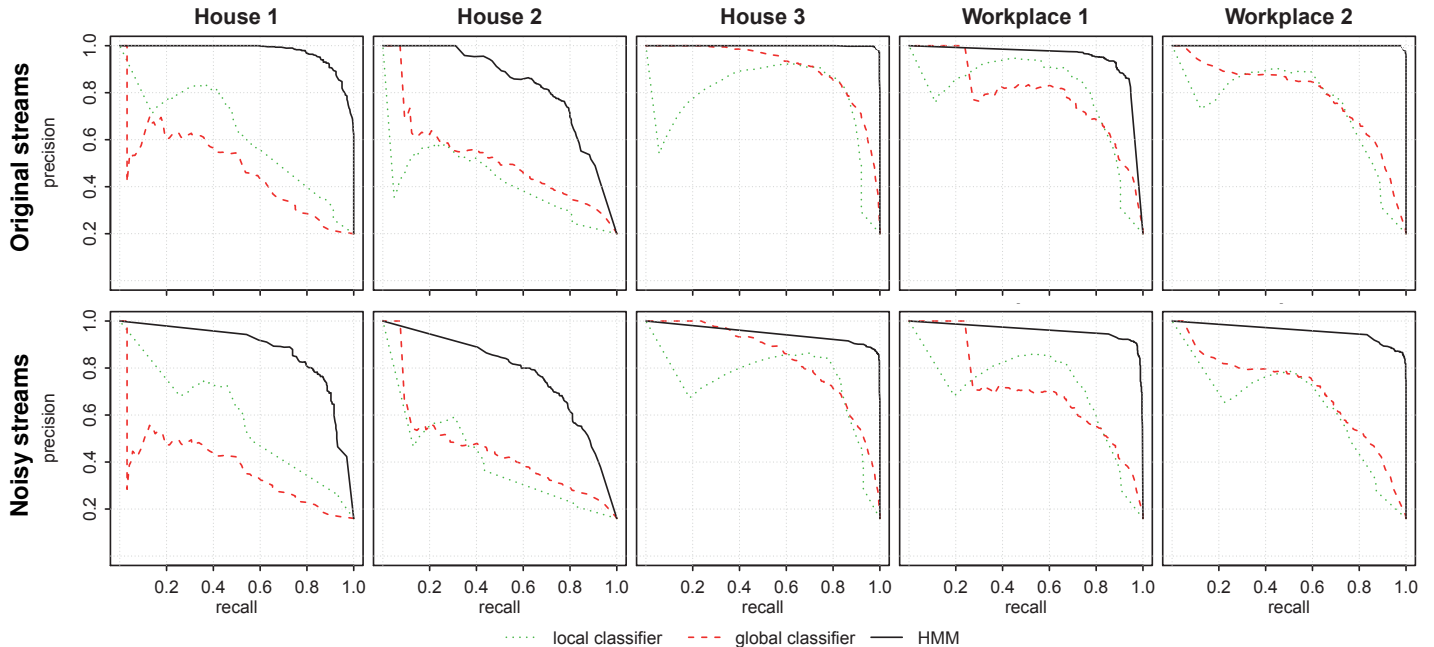 House 1 House 2 House 3 Workplace 1 Workplace 2
Original streams
precision
0.2 0.4 0.6 0.8 1.0
Noisy streams
precision
0.2 0.4 0.6 0.8 1.0
0.2 0.4 0.6 0.8 1.0 0.2 0.4 0.6 0.8 1.0 0.2 0.4 0.6 0.8 1.0 0.2 0.4 0.6 0.8 1.0 0.2 0.4 0.6 0.8 1.0
recall recall recall recall recall
local classifier global classifier HMM